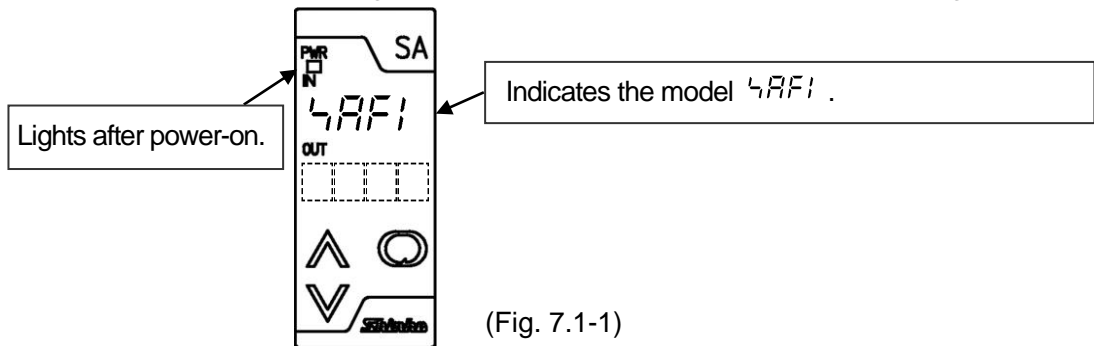 SA
PWR
IN
Indicates the model SAF1 .
SAF1
Lights after power-on.
OUT
Shinko
(Fig. 7.1-1)